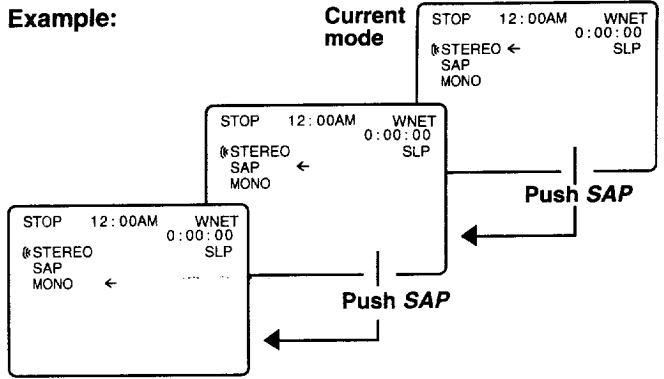 Example:
Current
mode
STOP 12:00AM WNET
0:00:00
STEREO ← SLP
SAP
MONO
Push SAP
STOP 12:00AM WNET
0:00:00
STEREO SLP
SAP ←
MONO
Push SAP
STOP 12:00AM WNET
0:00:00
STEREO SLP
SAP
MONO ←